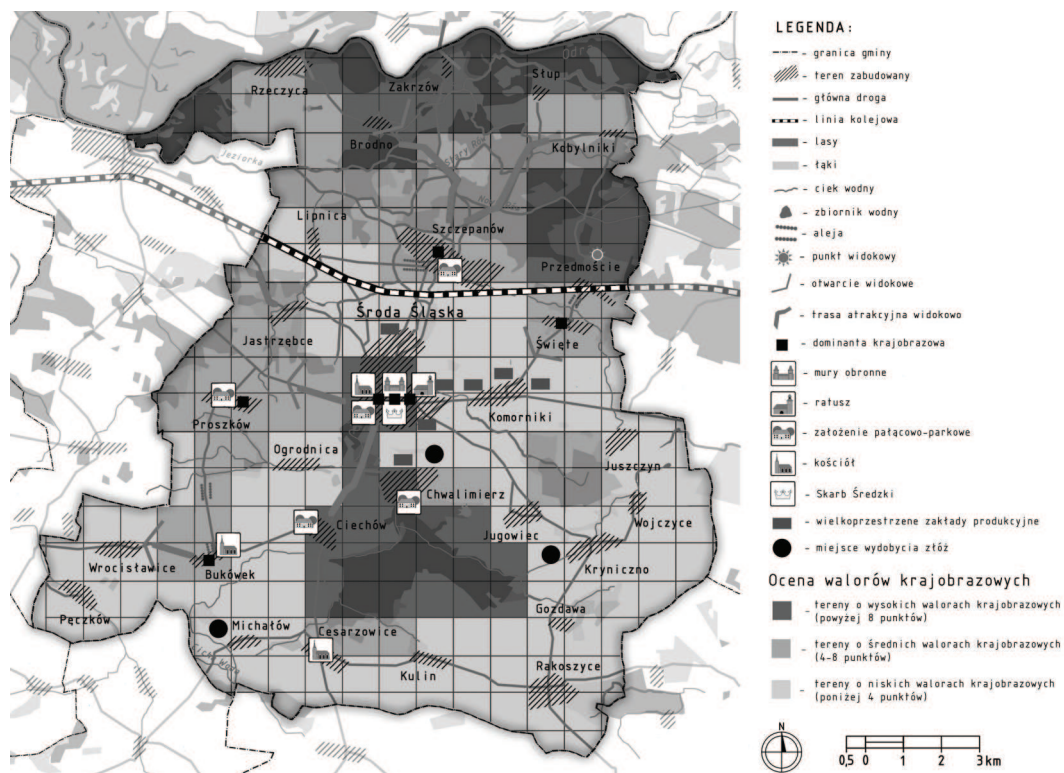 Odra
Słup
Zakrzów
Rzeczyca
Brodno
Kobylniki
Jeziorka
Lipnica
Szczepanów
Przedmoście
Środa Śląska
Jastrzębce
Święte
Proszków
Komorniki
Ogrodnica
Juszczyn
Chwalimierz
Ciechów
Wojczyce
Jugowiec
Wrocisławice
Bukówek
Kryniczno
Pęczków
Gozdawa
Michałów
Cesarzowice
Kulin
Rakoszyce
LEGENDA:
- granica gminy
- teren zabudowany
- główna droga
- linia kolejowa
- lasy
- łąki
- ciek wodny
- zbiornik wodny
- aleja
- punkt widokowy
- otwarcie widokowe
- trasa atrakcyjna widokowo
- dominanta krajobrazowa
- mury obronne
- ratusz
- założenie pałacowo-parkowe
- kościół
- Skarb Średzki
- wielkoprzestrzene zakłady produkcyjne
- miejsce wydobycia złóż
Ocena walorów krajobrazowych
- tereny o wysokich walorach krajobrazowych
(powyżej 8 punktów)
- tereny o średnich walorach krajobrazowych
(4-8 punktów)
- tereny o niskich walorach krajobrazowych
(poniżej 4 punktów)
N
0,5 0 1 2 3 km